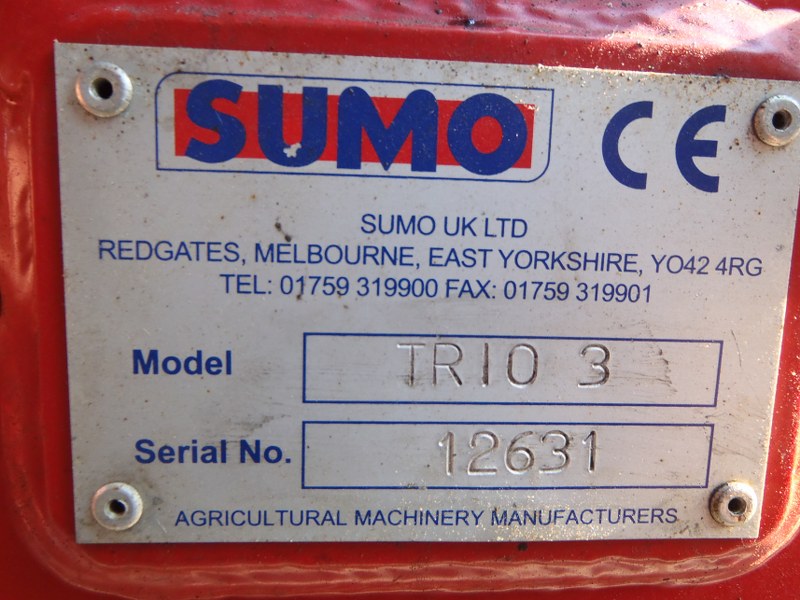 SUMO CE
SUMO UK LTD
REDGATES, MELBOURNE, EAST YORKSHIRE, YO42 4RG
TEL: 01759 319900 FAX: 01759 319901
Model TRIO 3
Serial No. 12631
AGRICULTURAL MACHINERY MANUFACTURERS